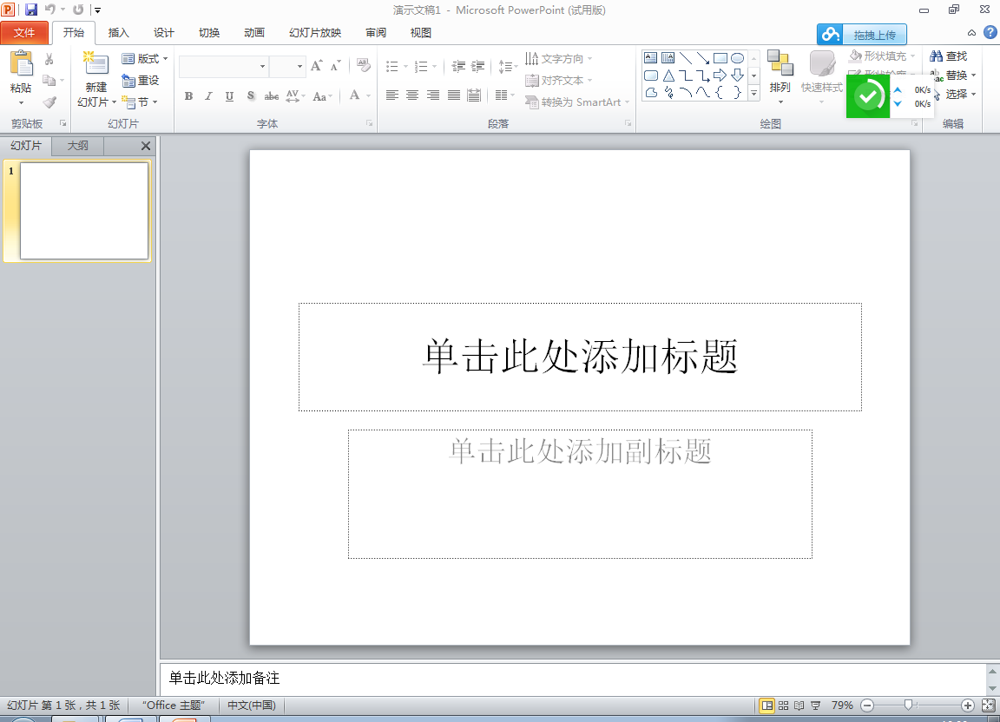 演示文稿1 - Microsoft PowerPoint (试用版)
文件 开始 插入 设计 切换 动画 幻灯片放映 审阅 视图
拖拽上传
粘贴
剪贴板
新建
幻灯片
版式
重设
节
幻灯片
B I U S abc AV Aa A
字体
文字方向
对齐文本
转换为 SmartArt
段落
排列
快速样式
形状填充
形状轮廓
绘图
0K/s
0K/s
查找
替换
选择
编辑
幻灯片 大纲
1
单击此处添加标题
单击此处添加副标题
单击此处添加备注
幻灯片 第 1 张，共 1 张 "Office 主题" 中文(中国) 79%